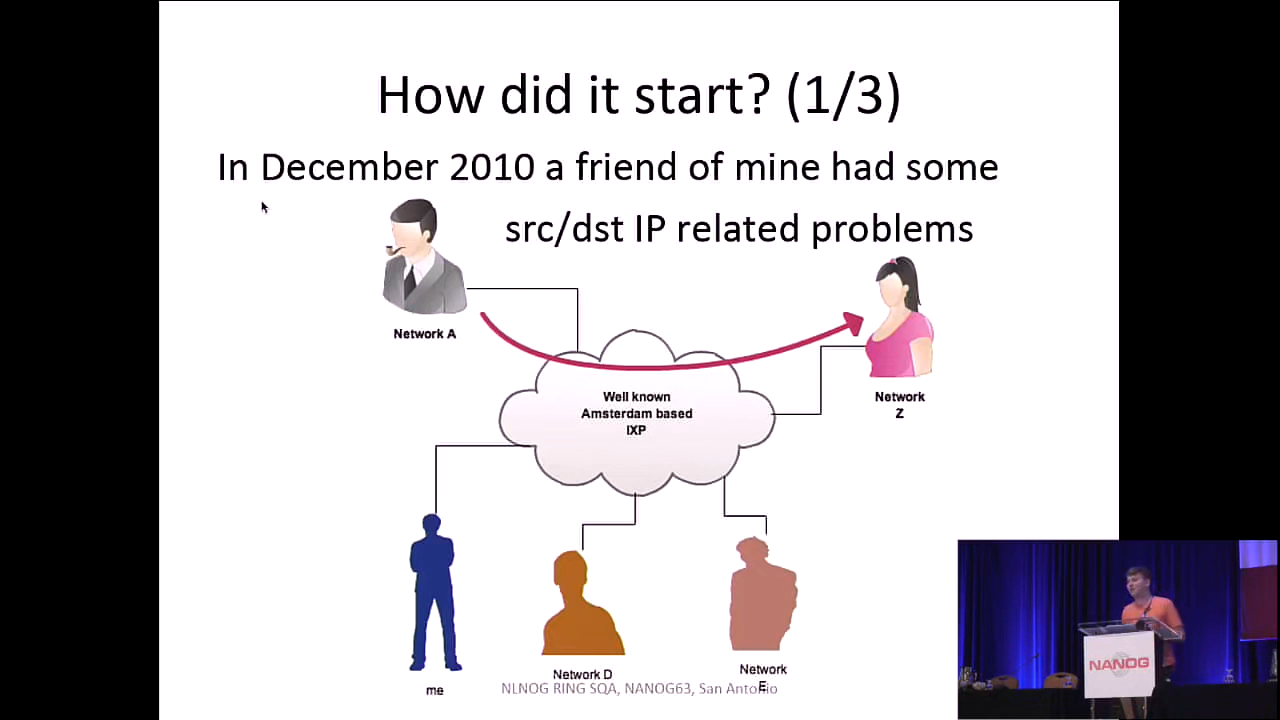 How did it start? (1/3)
In December 2010 a friend of mine had some
src/dst IP related problems
Network A
Network
Z
Well known
Amsterdam based
IXP
me
Network D
Network
E
NLNOG RING SQA, NANOG63, San Antonio
NANOG